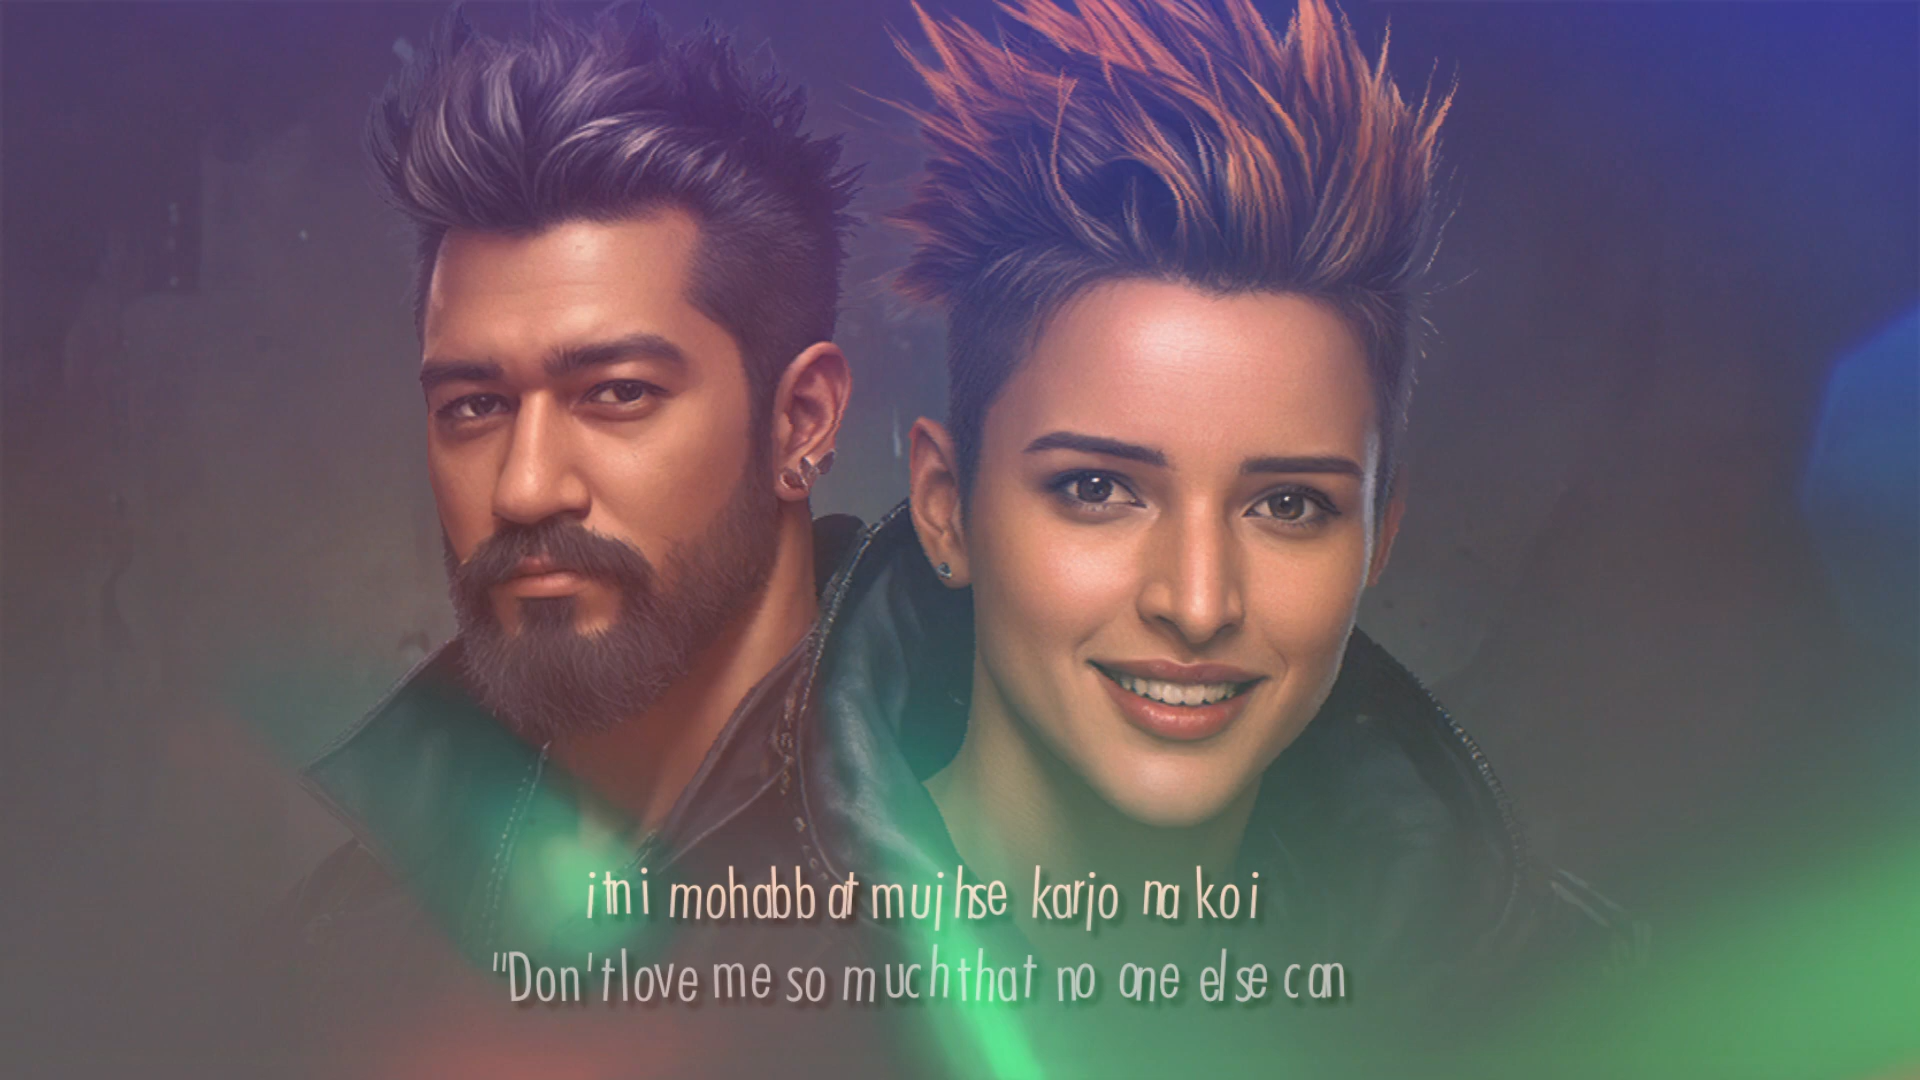 itni mohabbat mujhse karjo na koi
"Don't love me so much that no one else can